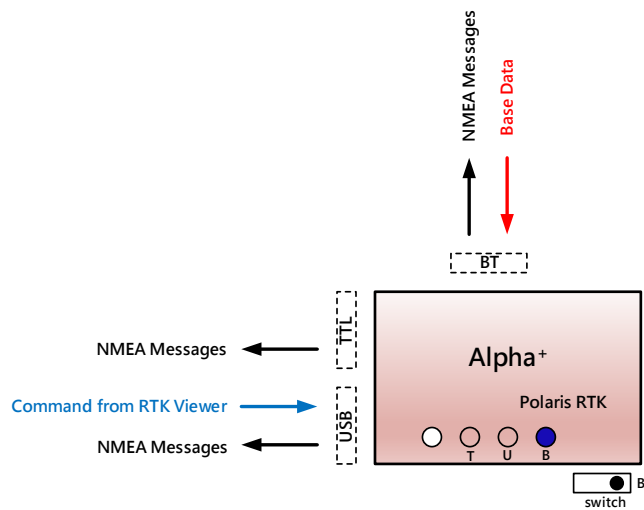 NMEA Messages
Base Data
BT
TTL
NMEA Messages
Alpha+
Command from RTK Viewer
USB
Polaris RTK
NMEA Messages
T U B
B
switch